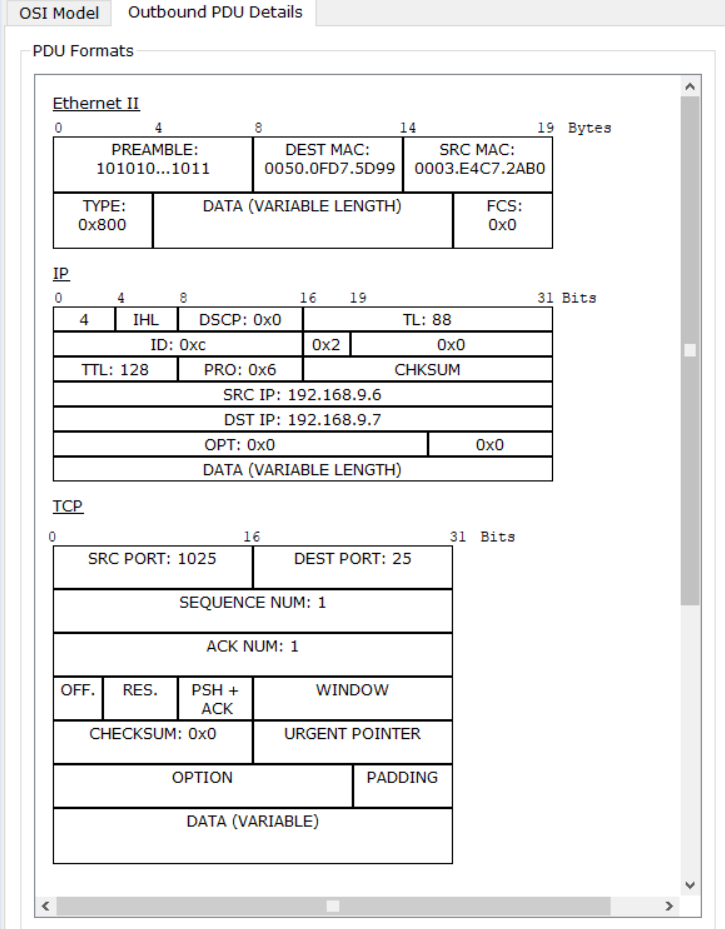 OSI Model Outbound PDU Details
PDU Formats
Ethernet II
0 4 8 14 19 Bytes
PREAMBLE: DEST MAC: SRC MAC:
101010...1011 0050.0FD7.5D99 0003.E4C7.2AB0
TYPE: DATA (VARIABLE LENGTH) FCS:
0x800 0x0
IP
0 4 8 16 19 31 Bits
4 IHL DSCP: 0x0 TL: 88
ID: 0xc 0x2 0x0
TTL: 128 PRO: 0x6 CHKSUM
SRC IP: 192.168.9.6
DST IP: 192.168.9.7
OPT: 0x0 0x0
DATA (VARIABLE LENGTH)
TCP
0 16 31 Bits
SRC PORT: 1025 DEST PORT: 25
SEQUENCE NUM: 1
ACK NUM: 1
OFF. RES. PSH + WINDOW
ACK
CHECKSUM: 0x0 URGENT POINTER
OPTION PADDING
DATA (VARIABLE)